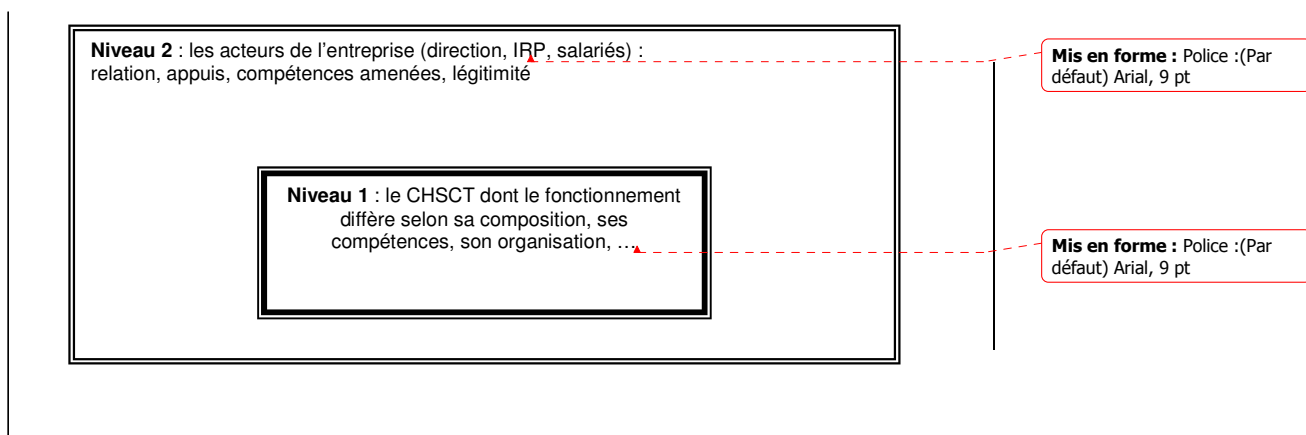 Niveau 2 : les acteurs de l’entreprise (direction, IRP, salariés) :
relation, appuis, compétences amenées, légitimité
Mis en forme : Police :(Par
défaut) Arial, 9 pt
Niveau 1 : le CHSCT dont le fonctionnement
diffère selon sa composition, ses
compétences, son organisation, …
Mis en forme : Police :(Par
défaut) Arial, 9 pt